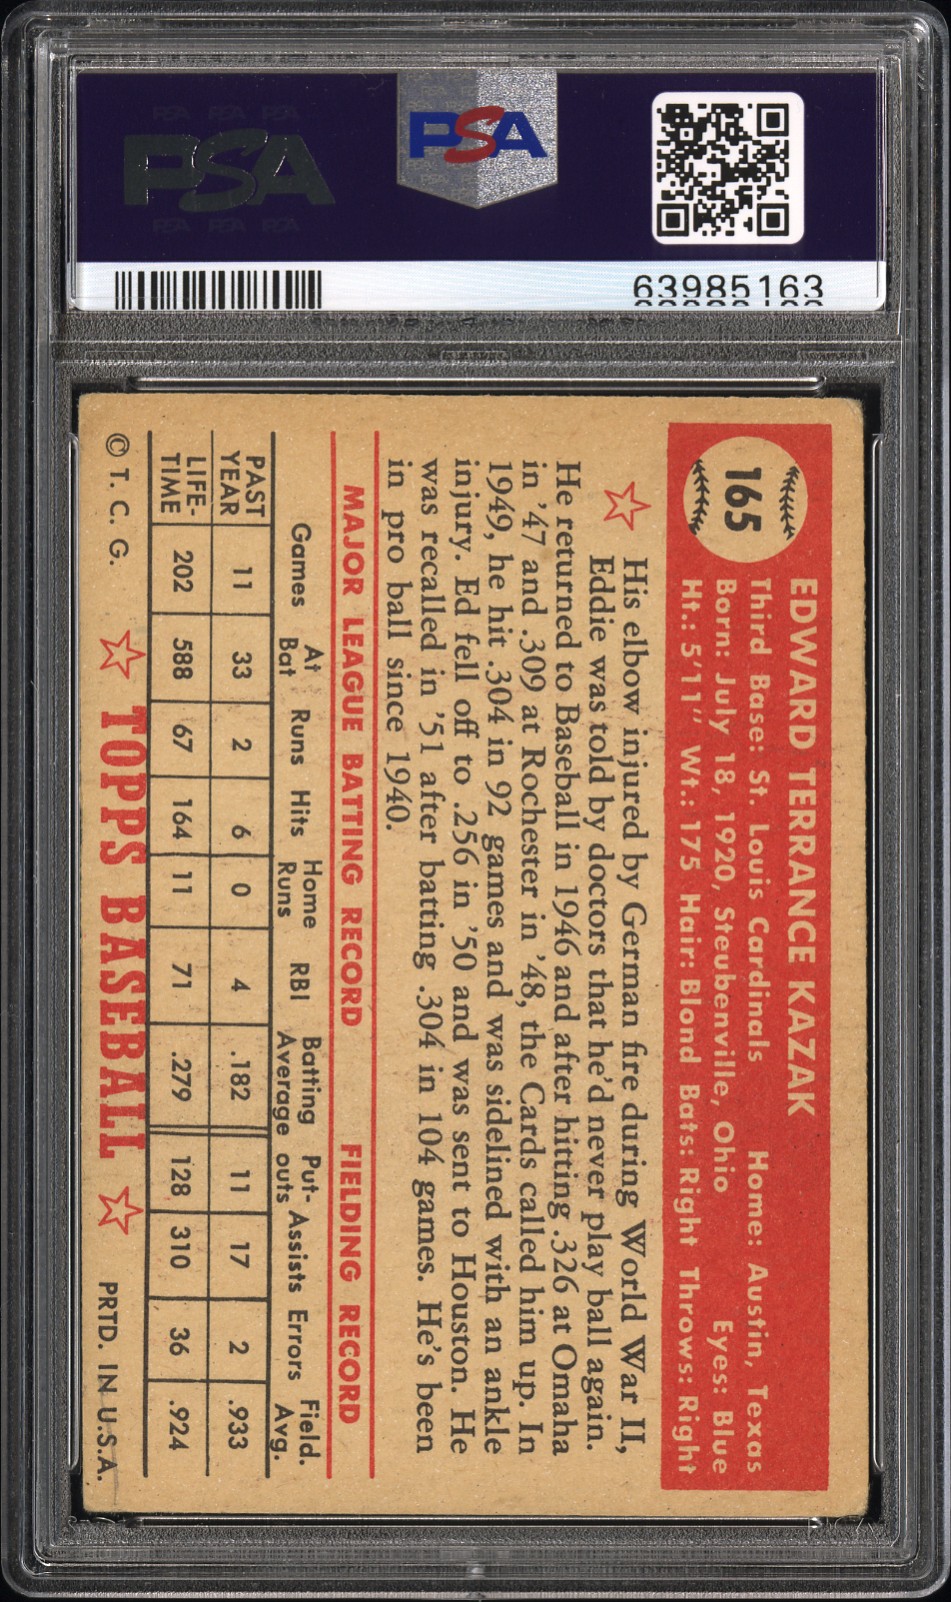 PSA PSA PSA
PSA
PSA PSA PSA
PSA
63985163
165
EDWARD TERRANCE KAZAK
Third Base: St. Louis Cardinals Home: Austin, Texas
Born: July 18, 1920, Steubenville, Ohio Eyes: Blue
Ht.: 5'11" Wt.: 175 Hair: Blond Bats: Right Throws: Right
His elbow injured by German fire during World War II,
Eddie was told by doctors that he'd never play ball again.
He returned to Baseball in 1946 and after hitting .326 at Omaha
in '47 and .309 at Rochester in '48, the Cards called him up. In
1949, he hit .304 in 92 games and was sidelined with an ankle
injury. Ed fell off to .256 in '50 and was sent to Houston. He
was recalled in '51 after batting .304 in 104 games. He's been
in pro ball since 1940.
MAJOR LEAGUE BATTING RECORD FIELDING RECORD
Games At Bat Runs Hits Home Runs RBI Batting Average Put-outs Assists Errors Field. Avg.
PAST YEAR 11 33 2 6 0 4 .182 11 17 2 .933
LIFE-TIME 202 588 67 164 11 71 .279 128 310 36 .924
© T. C. G. TOPPS BASEBALL PRTD. IN U.S.A.